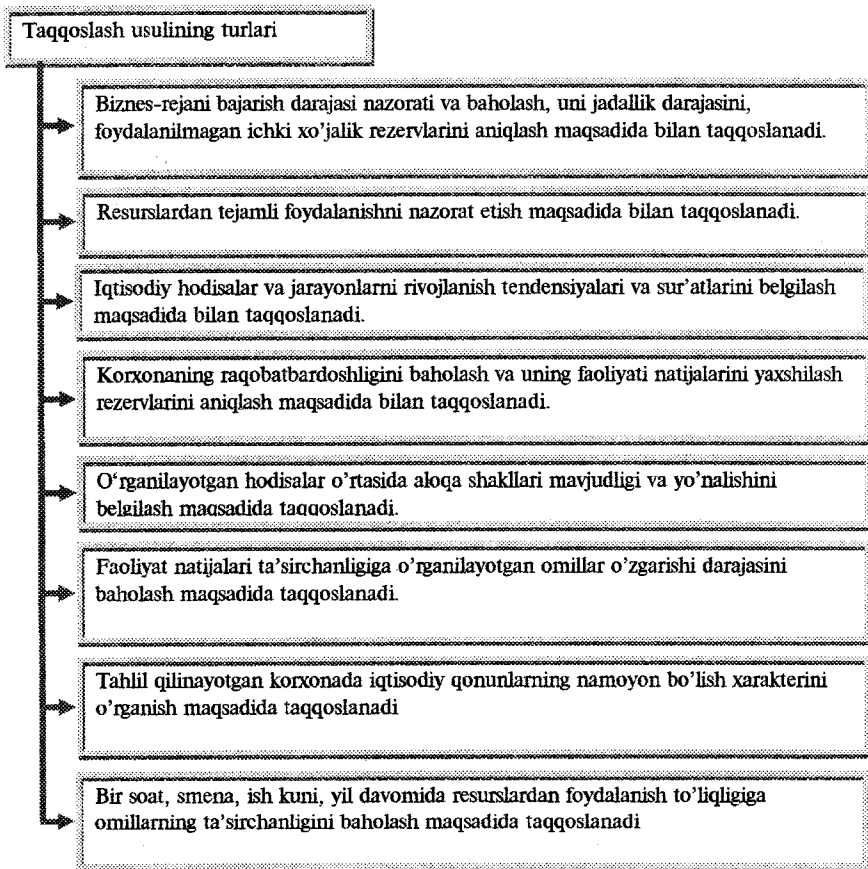 Taqqoslash usulining turlari
Biznes-rejani bajarish darajasi nazorati va baholash, uni jadallik darajasini,
foydalanilmagan ichki xo'jalik rezervlarini aniqlash maqsadida bilan taqqoslanadi.
Resurslardan tejamli foydalanishni nazorat etish maqsadida bilan taqqoslanadi.
Iqtisodiy hodisalar va jarayonlarni rivojlanish tendensiyalari va sur'atlarini belgilash
maqsadida bilan taqqoslanadi.
Korxonaning raqobatbardoshligini baholash va uning faoliyati natijalarini yaxshilash
rezervlarini aniqlash maqsadida bilan taqqoslanadi.
O‘rganilayotgan hodisalar o'rtasida aloqa shakllari mavjudligi va yo'nalishini
belgilash maqsadida taqqoslanadi.
Faoliyat natijalari ta'sirchanligiga o'rganilayotgan omillar o'zgarishi darajasini
baholash maqsadida taqqoslanadi.
Tahlil qilinayotgan korxonada iqtisodiy qonunlarning namoyon bo'lish xarakterini
o'rganish maqsadida taqqoslanadi
Bir soat, smena, ish kuni, yil davomida resurslardan foydalanish to'liqligiga
omillarning ta'sirchanligini baholash maqsadida taqqoslanadi